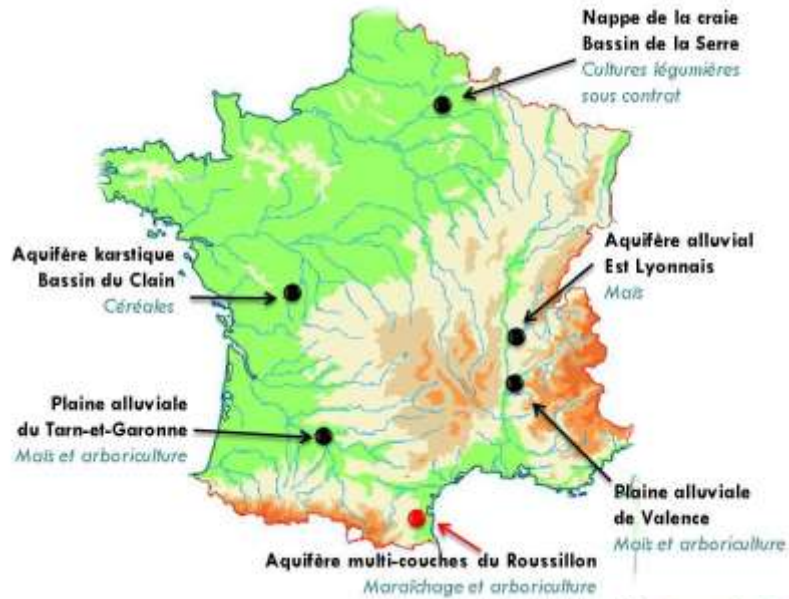 Nappe de la craie
Bassin de la Serre
Cultures légumières
sous contrat
Aquifère karstique
Bassin du Clain
Céréales
Aquifère alluvial
Est Lyonnais
Maïs
Plaine alluviale
du Tarn-et-Garonne
Maïs et arboriculture
Plaine alluviale
de Valence
Maïs et arboriculture
Aquifère multi-couches du Roussillon
Maraîchage et arboriculture